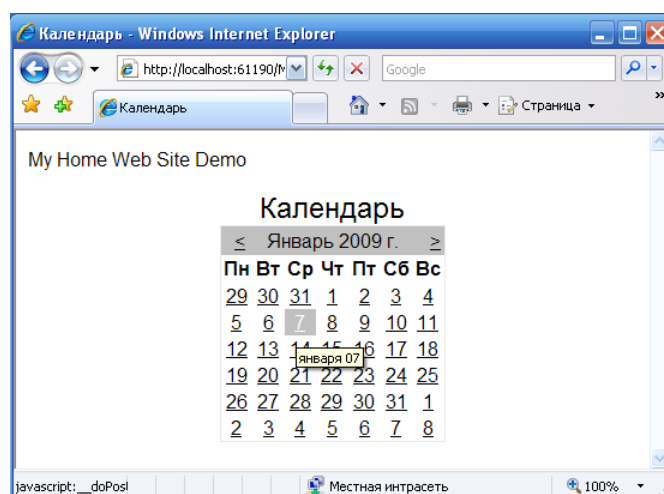 Календарь - Windows Internet Explorer
http://localhost:61190/
Google
Календарь
Страница
My Home Web Site Demo
Календарь
< Январь 2009 г. >
Пн Вт Ср Чт Пт Сб Вс
29 30 31 1 2 3 4
5 6 7 8 9 10 11
12 13 14 15 16 17 18
января 07
19 20 21 22 23 24 25
26 27 28 29 30 31 1
2 3 4 5 6 7 8
javascript:__doPos
Местная интрасеть
100%